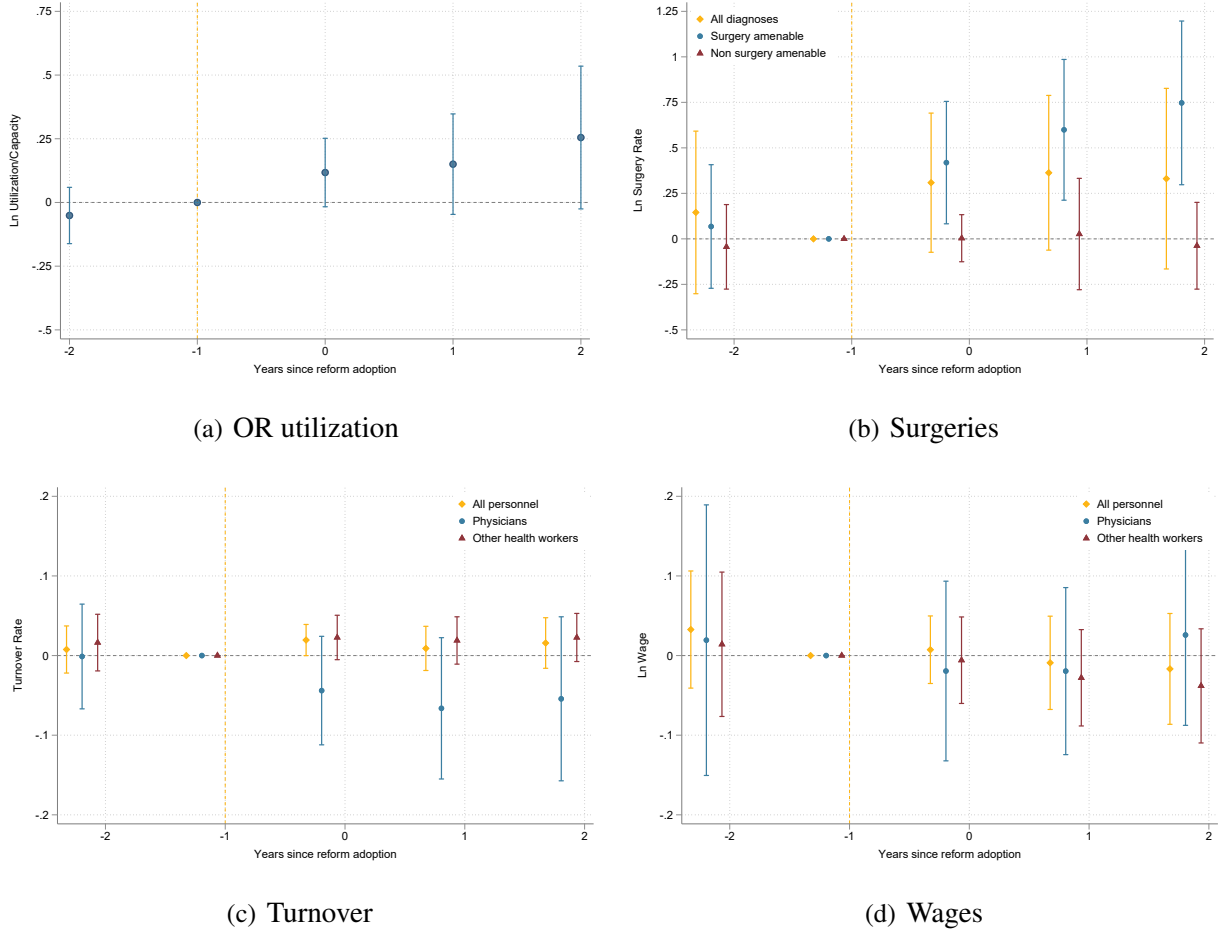 .75
.5
.25
0
-.25
-.5
Ln Utilization/Capacity
-2 -1 0 1 2
Years since reform adoption
(a) OR utilization
All diagnoses
Surgery amenable
Non surgery amenable
1.25
1
.75
.5
.25
0
-.25
-.5
Ln Surgery Rate
-2 -1 0 1 2
Years since reform adoption
(b) Surgeries
All personnel
Physicians
Other health workers
.2
.1
0
-.1
-.2
Turnover Rate
-2 -1 0 1 2
Years since reform adoption
(c) Turnover
All personnel
Physicians
Other health workers
.2
.1
0
-.1
-.2
Ln Wage
-2 -1 0 1 2
Years since reform adoption
(d) Wages